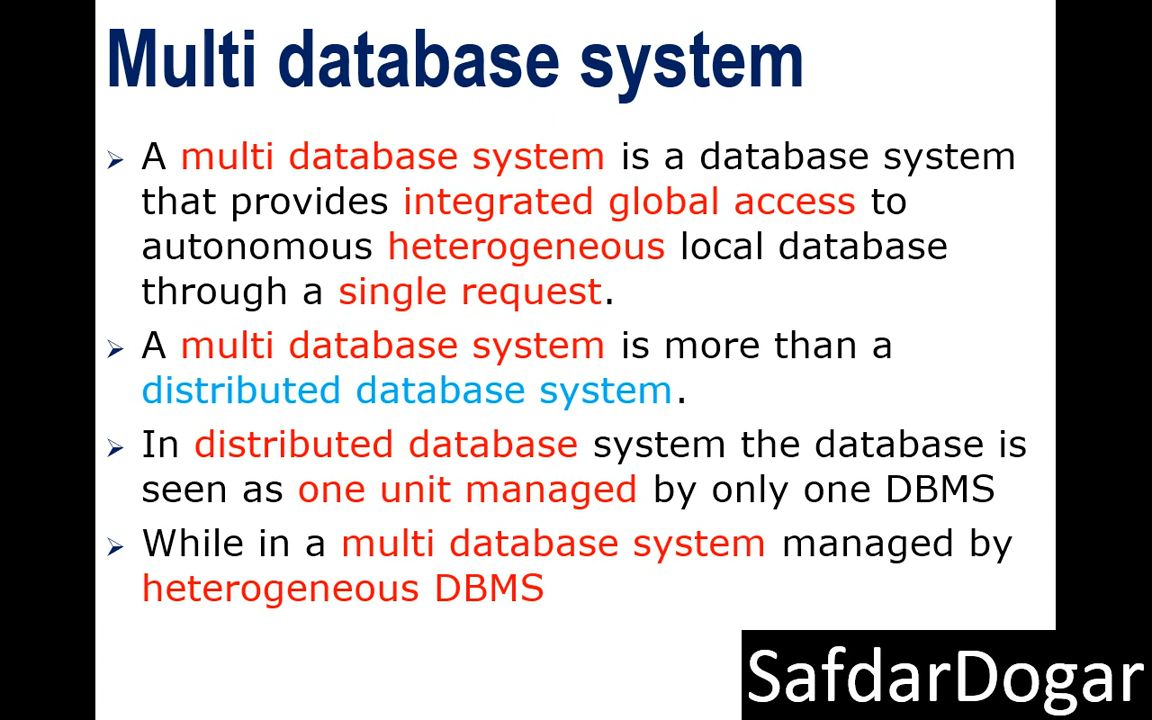 Multi database system
➢ A multi database system is a database system
that provides integrated global access to
autonomous heterogeneous local database
through a single request.
➢ A multi database system is more than a
distributed database system.
➢ In distributed database system the database is
seen as one unit managed by only one DBMS
➢ While in a multi database system managed by
heterogeneous DBMS
SafdarDogar